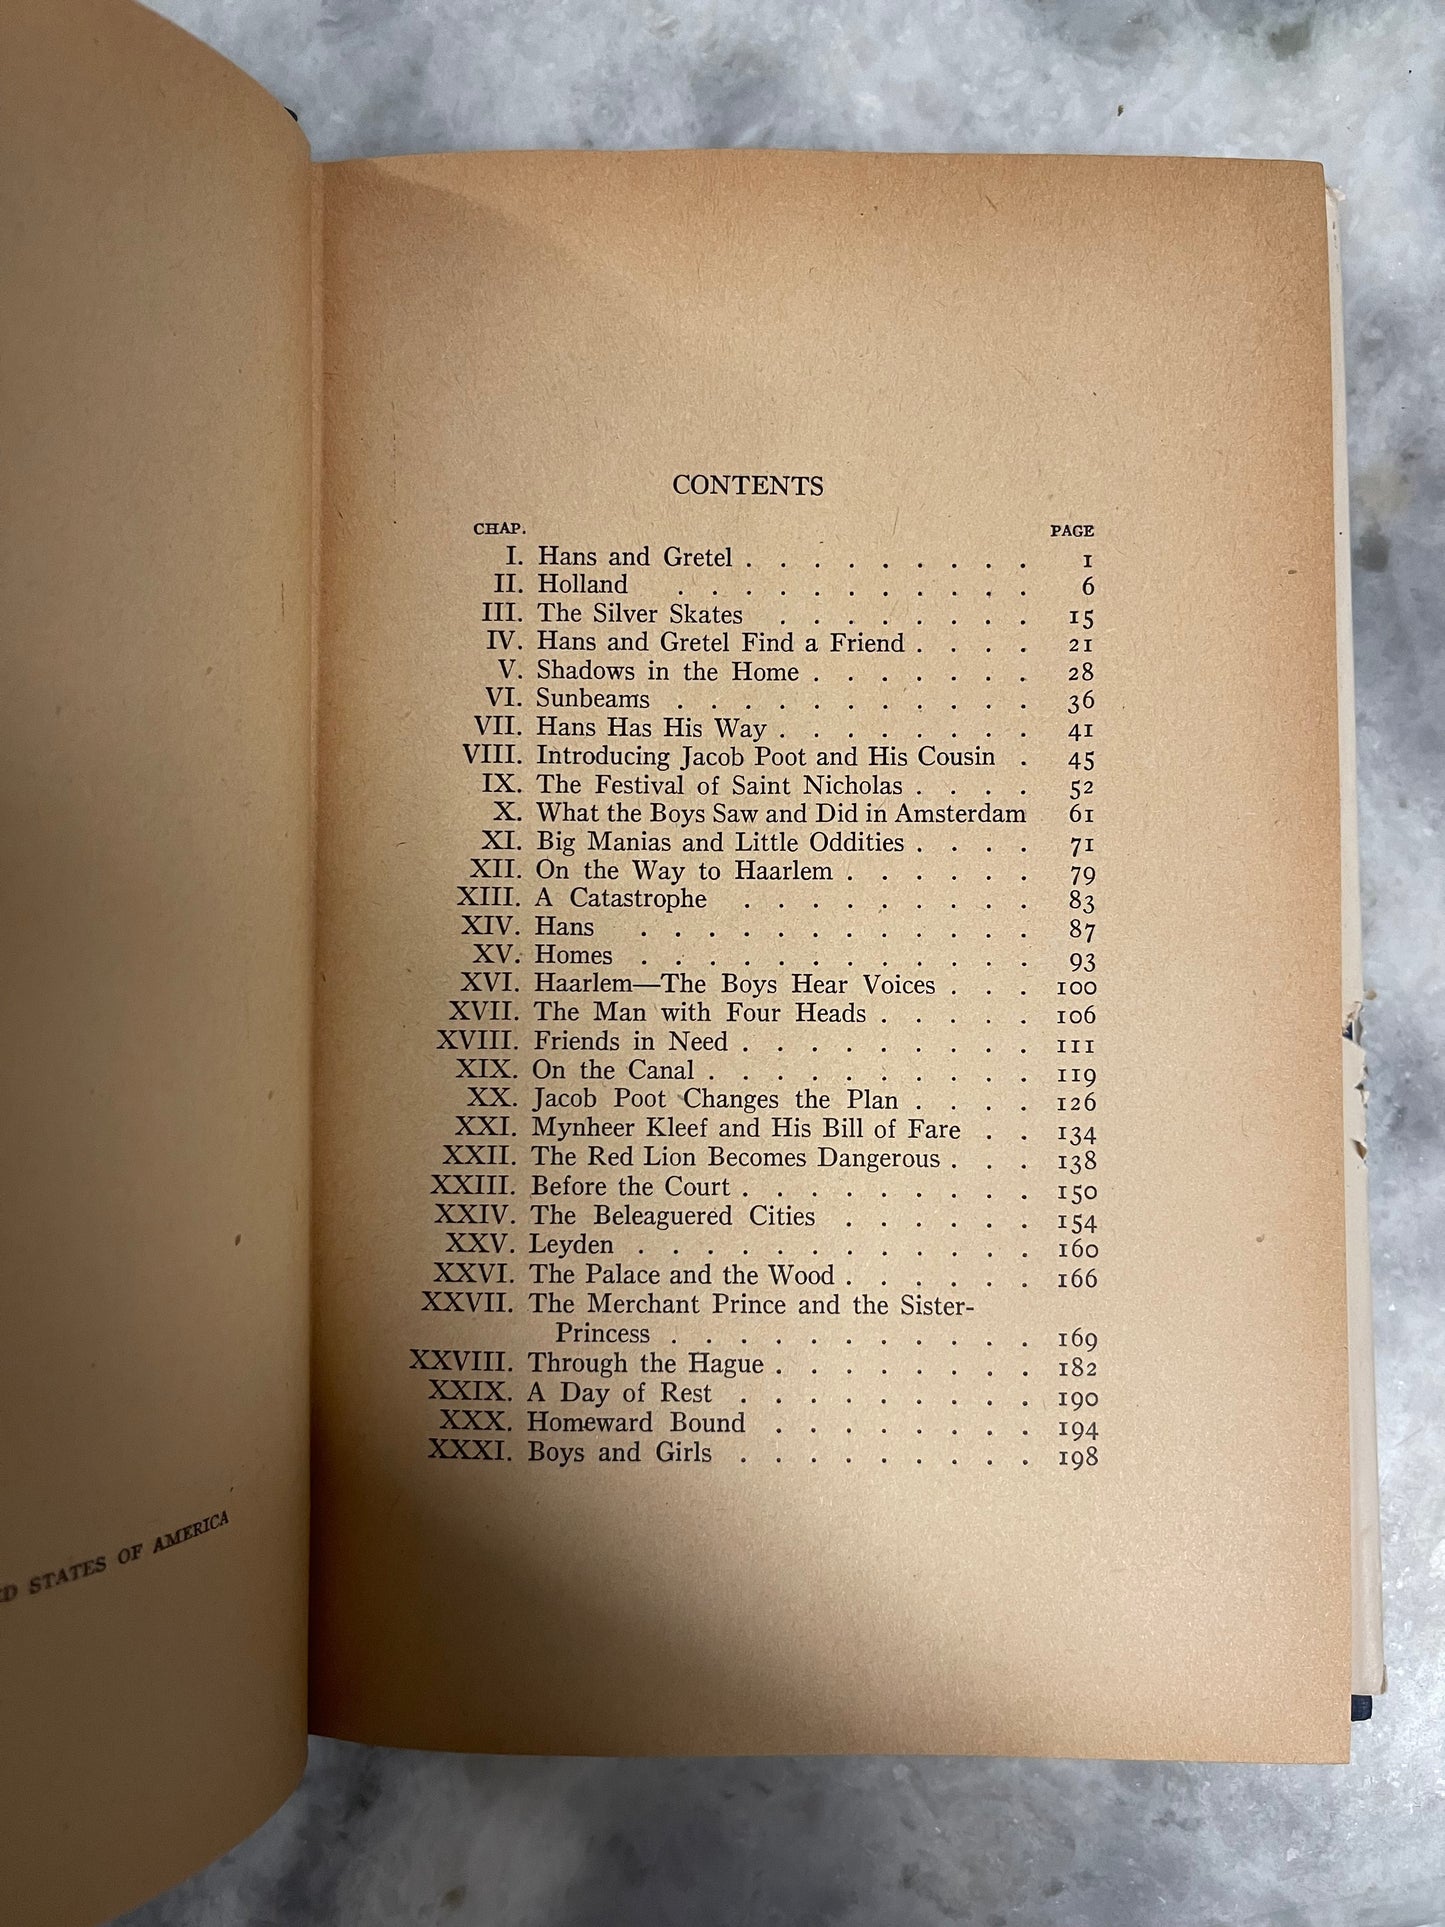 CONTENTS
CHAP. PAGE
I. Hans and Gretel . . . . . . . . . 1
II. Holland . . . . . . . . . . . 6
III. The Silver Skates . . . . . . . . 15
IV. Hans and Gretel Find a Friend . . . . 21
V. Shadows in the Home . . . . . . . 28
VI. Sunbeams . . . . . . . . . . . 36
VII. Hans Has His Way . . . . . . . . 41
VIII. Introducing Jacob Poot and His Cousin . 45
IX. The Festival of Saint Nicholas . . . . 52
X. What the Boys Saw and Did in Amsterdam 61
XI. Big Manias and Little Oddities . . . . 71
XII. On the Way to Haarlem . . . . . . 79
XIII. A Catastrophe . . . . . . . . . 83
XIV. Hans . . . . . . . . . . . . 87
XV. Homes . . . . . . . . . . . . 93
XVI. Haarlem—The Boys Hear Voices . . . 100
XVII. The Man with Four Heads . . . . . 106
XVIII. Friends in Need . . . . . . . . . 111
XIX. On the Canal . . . . . . . . . . 119
XX. Jacob Poot Changes the Plan . . . . 126
XXI. Mynheer Kleef and His Bill of Fare . . 134
XXII. The Red Lion Becomes Dangerous . . . 138
XXIII. Before the Court . . . . . . . . . 150
XXIV. The Beleaguered Cities . . . . . . 154
XXV. Leyden . . . . . . . . . . . . 160
XXVI. The Palace and the Wood . . . . . . 166
XXVII. The Merchant Prince and the Sister-
Princess . . . . . . . . . . . 169
XXVIII. Through the Hague . . . . . . . . 182
XXIX. A Day of Rest . . . . . . . . . 190
XXX. Homeward Bound . . . . . . . . 194
XXXI. Boys and Girls . . . . . . . . . 198
STATES OF AMERICA